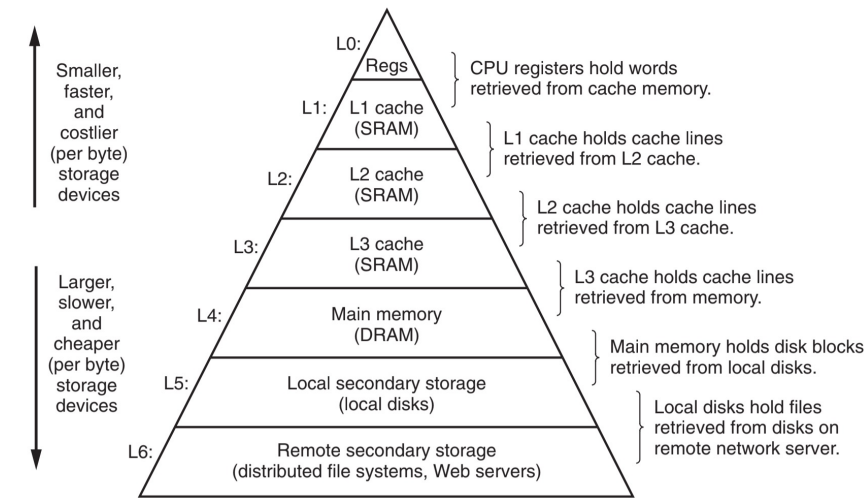 Smaller,
faster,
and
costlier
(per byte)
storage
devices
Larger,
slower,
and
cheaper
(per byte)
storage
devices
L0:
Regs
CPU registers hold words
retrieved from cache memory.
L1:
L1 cache
(SRAM)
L1 cache holds cache lines
retrieved from L2 cache.
L2:
L2 cache
(SRAM)
L2 cache holds cache lines
retrieved from L3 cache.
L3:
L3 cache
(SRAM)
L3 cache holds cache lines
retrieved from memory.
L4:
Main memory
(DRAM)
Main memory holds disk blocks
retrieved from local disks.
L5:
Local secondary storage
(local disks)
Local disks hold files
retrieved from disks on
remote network server.
L6:
Remote secondary storage
(distributed file systems, Web servers)